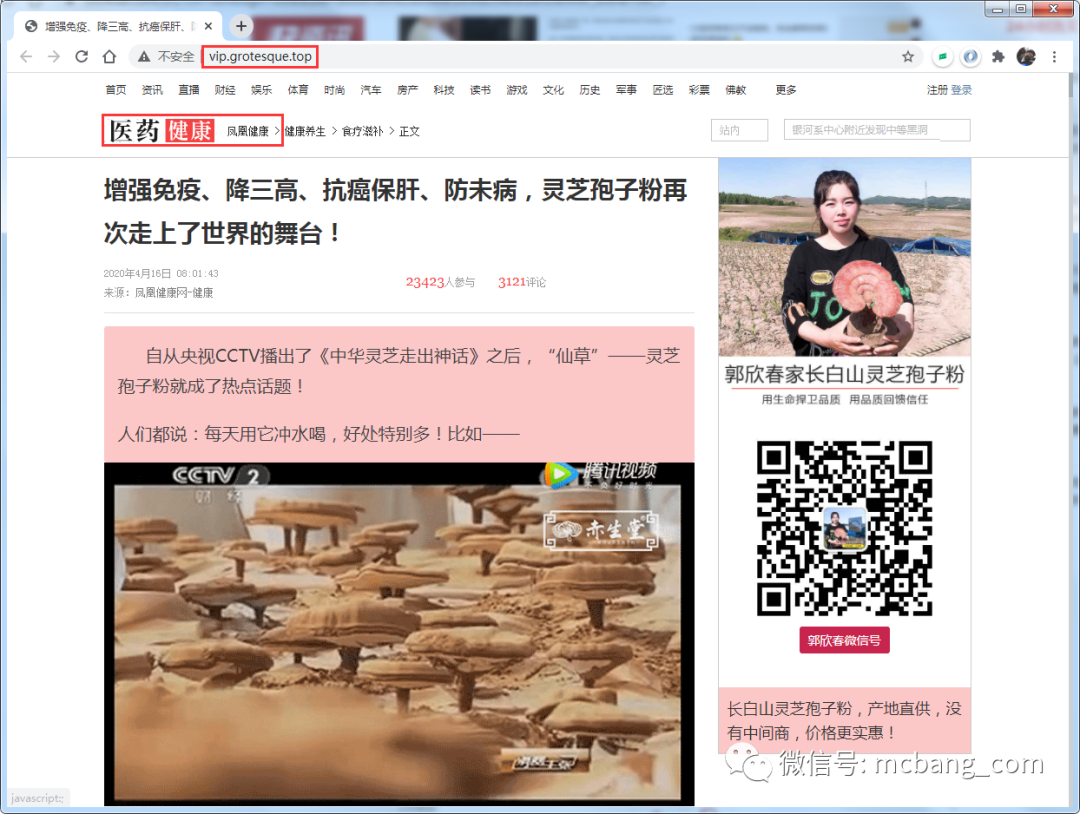 增强免疫、降三高、抗癌保肝、
不安全
vip.grotesque.top
首页 资讯 直播 财经 娱乐 体育 时尚 汽车 房产 科技 读书 游戏 文化 历史 军事 匠选 彩票 佛教 更多
注册 登录
医药 健康 凤凰健康 > 健康养生 > 食疗滋补 > 正文
站内
银河系中心附近发现中等黑洞
增强免疫、降三高、抗癌保肝、防未病，灵芝孢子粉再
次走上了世界的舞台！
2020年4月16日 08:01:43
来源：凤凰健康网-健康
23423人参与 3121评论
自从央视CCTV播出了《中华灵芝走出神话》之后，“仙草”——灵芝
孢子粉就成了热点话题！
人们都说：每天用它冲水喝，好处特别多！比如——
CCTV 2
财经
腾讯视频
赤生堂
郭欣春家长白山灵芝孢子粉
用生命捍卫品质 用品质回馈信任
郭欣春微信号
长白山灵芝孢子粉，产地直供，没
有中间商，价格更实惠！
微信号: mcbang_com
javascript:;